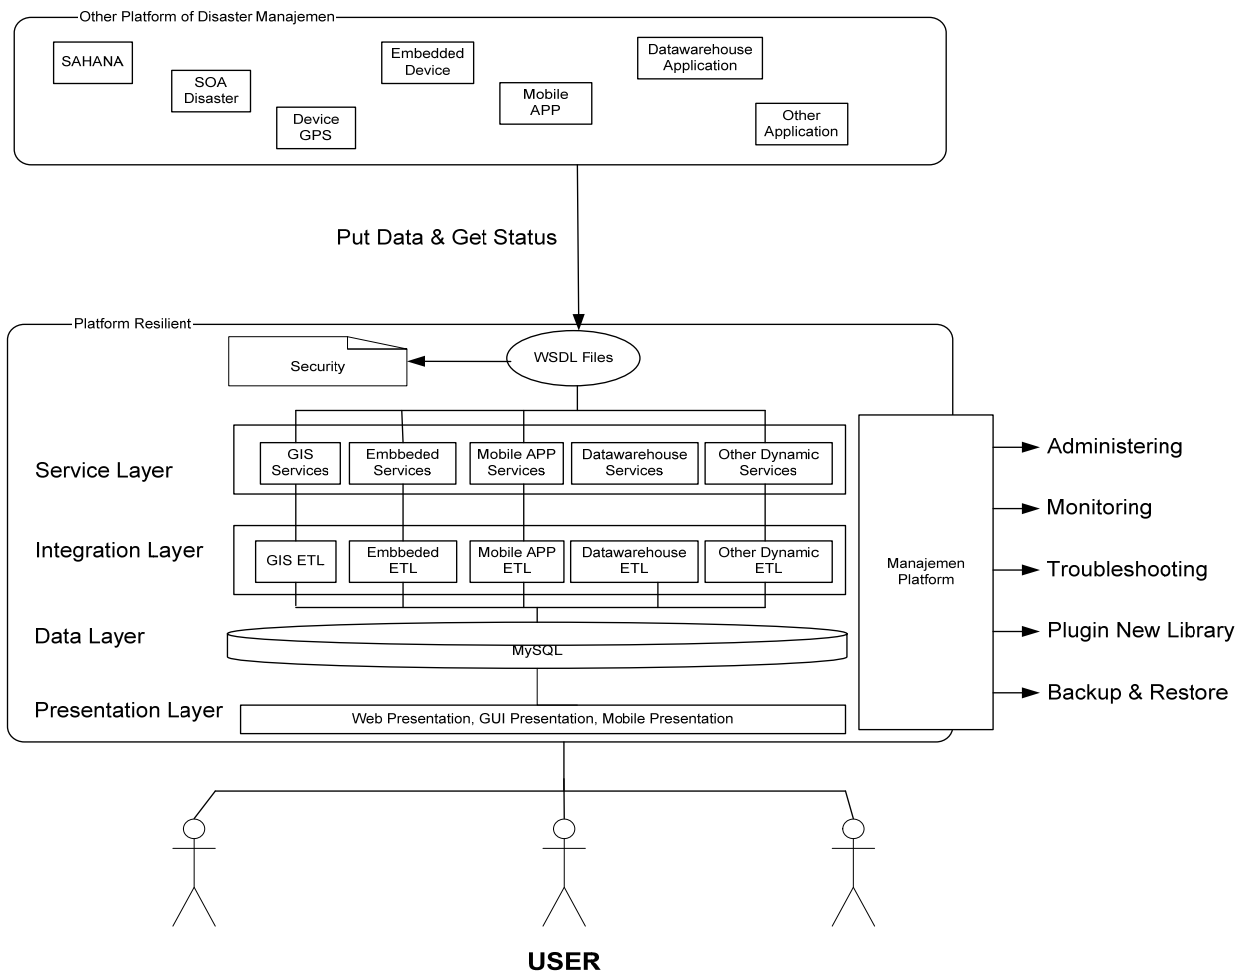 Other Platform of Disaster Manajemen
SAHANA
SOA
Disaster
Device
GPS
Embedded
Device
Mobile
APP
Datawarehouse
Application
Other
Application
Put Data & Get Status
Platform Resilient
Security
WSDL Files
Service Layer
GIS
Services
Embbeded
Services
Mobile APP
Services
Datawarehouse
Services
Other Dynamic
Services
Integration Layer
GIS ETL
Embbeded
ETL
Mobile APP
ETL
Datawarehouse
ETL
Other Dynamic
ETL
Data Layer
MySQL
Presentation Layer
Web Presentation, GUI Presentation, Mobile Presentation
Manajemen
Platform
Administering
Monitoring
Troubleshooting
Plugin New Library
Backup & Restore
USER